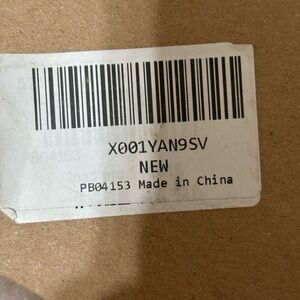 X001YAN9SV
NEW
PB04153 Made in China